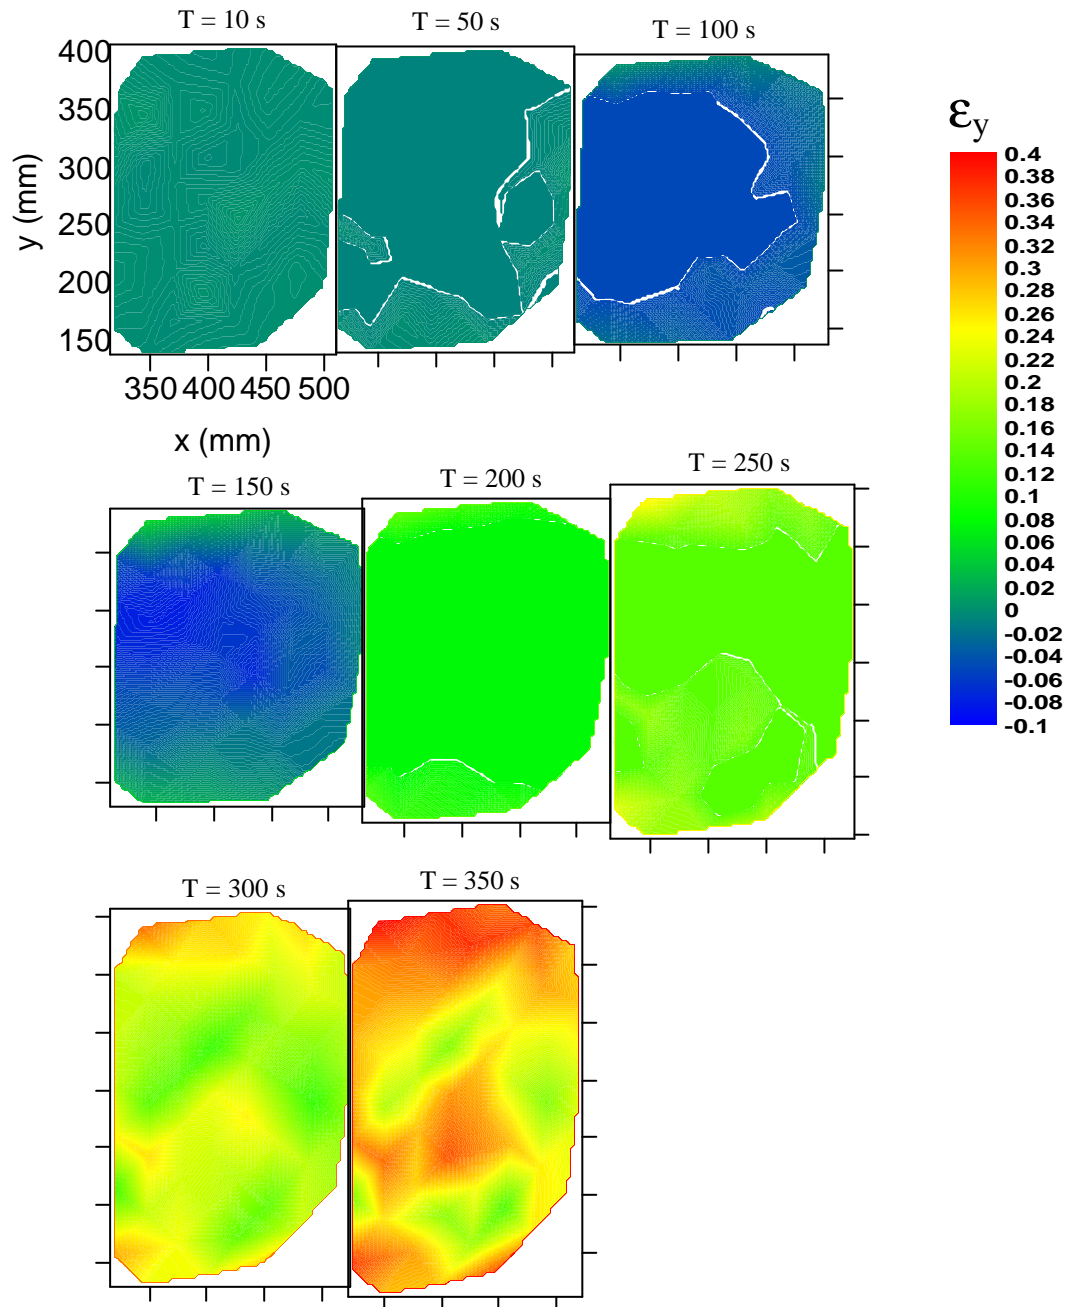 T = 10 s
T = 50 s
T = 100 s
400
350
300
250
200
150
y (mm)
350 400 450 500
x (mm)
εy
0.4
0.38
0.36
0.34
0.32
0.3
0.28
0.26
0.24
0.22
0.2
0.18
0.16
0.14
0.12
0.1
0.08
0.06
0.04
0.02
0
-0.02
-0.04
-0.06
-0.08
-0.1
T = 150 s
T = 200 s
T = 250 s
T = 300 s
T = 350 s